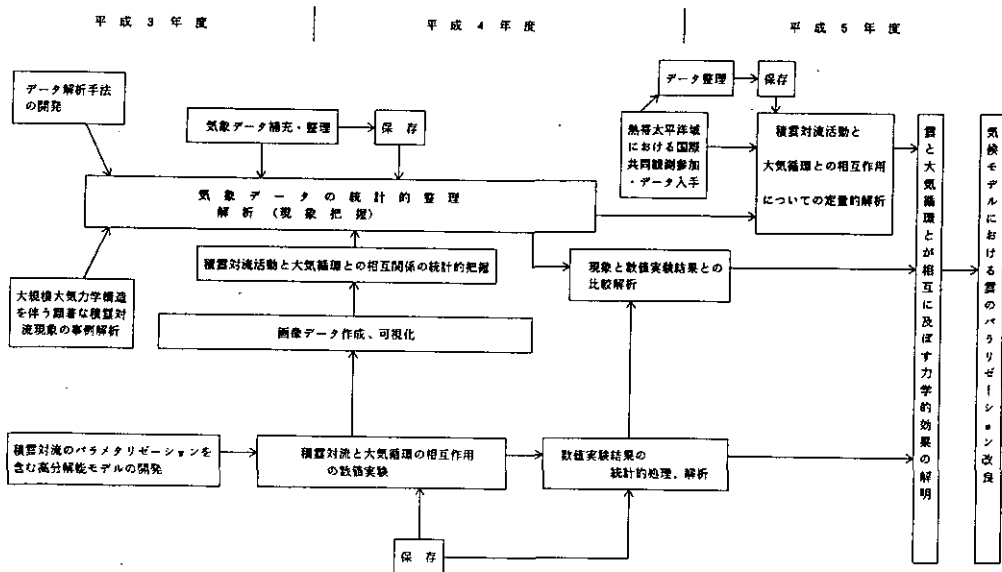 平成3年度
平成4年度
平成5年度
データ解析手法
の開発
気象データ補充・整理
保存
データ整理
保存
熱帯太平洋域
における国際
共同観測参加
・データ入手
積雲対流活動と
大気循環との相互作用
についての定量的解析
気象データの統計的整理
解析(現象把握)
積雲対流活動と大気循環との相互関係の統計的把握
現象と数値実験結果との
比較解析
大規模大気力学構造
を伴う顕著な積雲対
流現象の事例解析
画像データ作成、可視化
積雲対流のパラメタリゼーションを
含む高分解能モデルの開発
積雲対流と大気循環の相互作用
の数値実験
数値実験結果の
統計的処理、解析
保存
雲と大気循環とが相互に及ぼす力学的効果の解明
気候モデルにおける雲のパラリゼーション改良